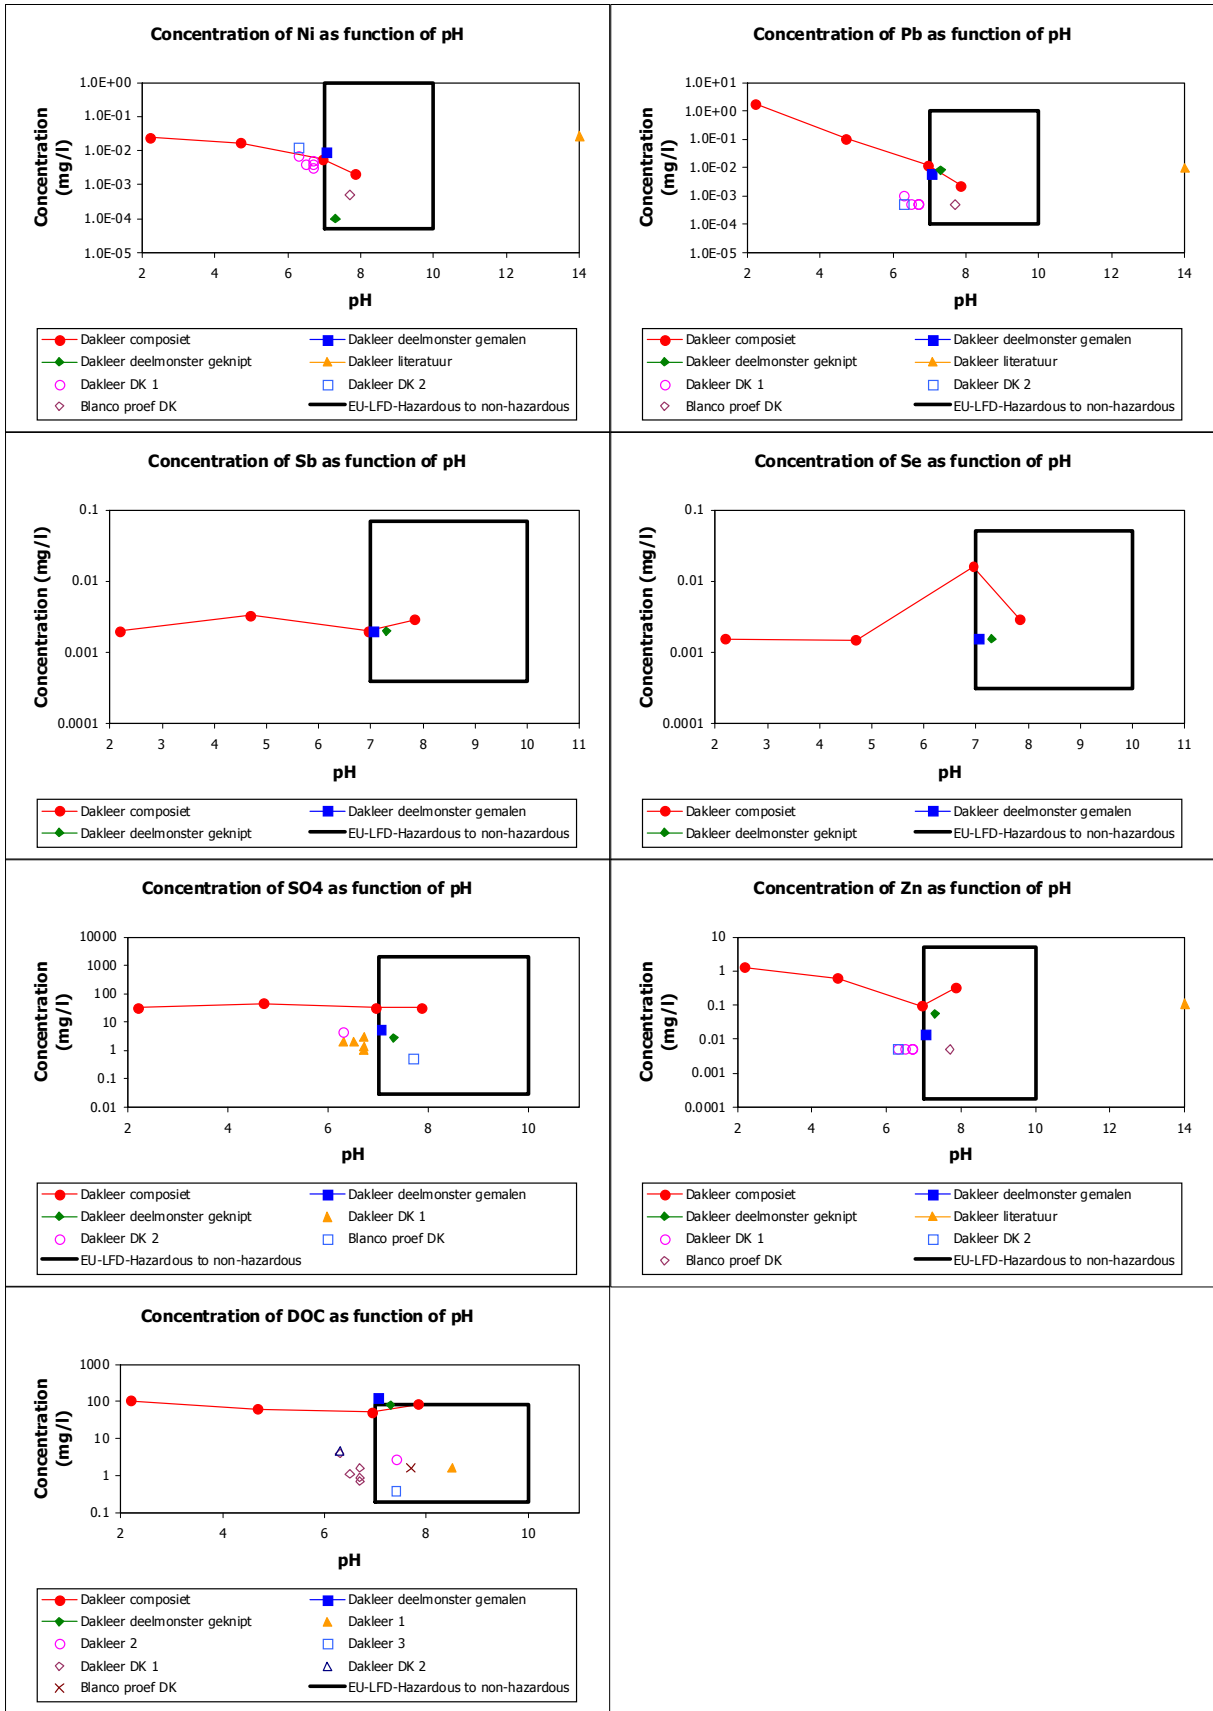 Concentration of Ni as function of pH
Concentration (mg/l)
1.0E+00
1.0E-01
1.0E-02
1.0E-03
1.0E-04
1.0E-05
2 4 6 8 10 12 14
pH
Dakleer composiet Dakleer deelmonster gemalen
Dakleer deelmonster geknipt Dakleer literatuur
Dakleer DK 1 Dakleer DK 2
Blanco proef DK EU-LFD-Hazardous to non-hazardous
Concentration of Pb as function of pH
Concentration (mg/l)
1.0E+01
1.0E+00
1.0E-01
1.0E-02
1.0E-03
1.0E-04
1.0E-05
2 4 6 8 10 12 14
pH
Dakleer composiet Dakleer deelmonster gemalen
Dakleer deelmonster geknipt Dakleer literatuur
Dakleer DK 1 Dakleer DK 2
Blanco proef DK EU-LFD-Hazardous to non-hazardous
Concentration of Sb as function of pH
Concentration (mg/l)
0.1
0.01
0.001
0.0001
2 3 4 5 6 7 8 9 10 11
pH
Dakleer composiet Dakleer deelmonster gemalen
Dakleer deelmonster geknipt EU-LFD-Hazardous to non-hazardous
Concentration of Se as function of pH
Concentration (mg/l)
0.1
0.01
0.001
0.0001
2 3 4 5 6 7 8 9 10 11
pH
Dakleer composiet Dakleer deelmonster gemalen
Dakleer deelmonster geknipt EU-LFD-Hazardous to non-hazardous
Concentration of SO4 as function of pH
Concentration (mg/l)
10000
1000
100
10
1
0.1
0.01
2 4 6 8 10
pH
Dakleer composiet Dakleer deelmonster gemalen
Dakleer deelmonster geknipt Dakleer DK 1
Dakleer DK 2 Blanco proef DK
EU-LFD-Hazardous to non-hazardous
Concentration of Zn as function of pH
Concentration (mg/l)
10
1
0.1
0.01
0.001
0.0001
2 4 6 8 10 12 14
pH
Dakleer composiet Dakleer deelmonster gemalen
Dakleer deelmonster geknipt Dakleer literatuur
Dakleer DK 1 Dakleer DK 2
Blanco proef DK EU-LFD-Hazardous to non-hazardous
Concentration of DOC as function of pH
Concentration (mg/l)
1000
100
10
1
0.1
2 4 6 8 10
pH
Dakleer composiet Dakleer deelmonster gemalen
Dakleer deelmonster geknipt Dakleer 1
Dakleer 2 Dakleer 3
Dakleer DK 1 Dakleer DK 2
Blanco proef DK EU-LFD-Hazardous to non-hazardous